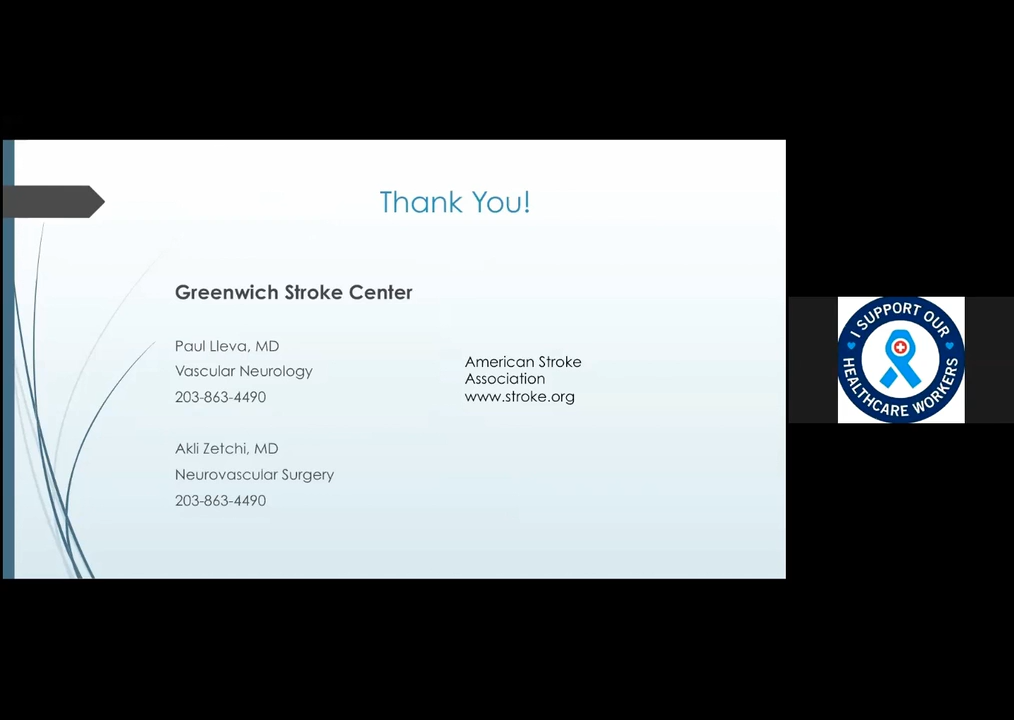 Thank You!
Greenwich Stroke Center
Paul Lleva, MD
Vascular Neurology
203-863-4490
Akli Zetchi, MD
Neurovascular Surgery
203-863-4490
American Stroke
Association
www.stroke.org
I SUPPORT OUR
HEALTHCARE WORKERS